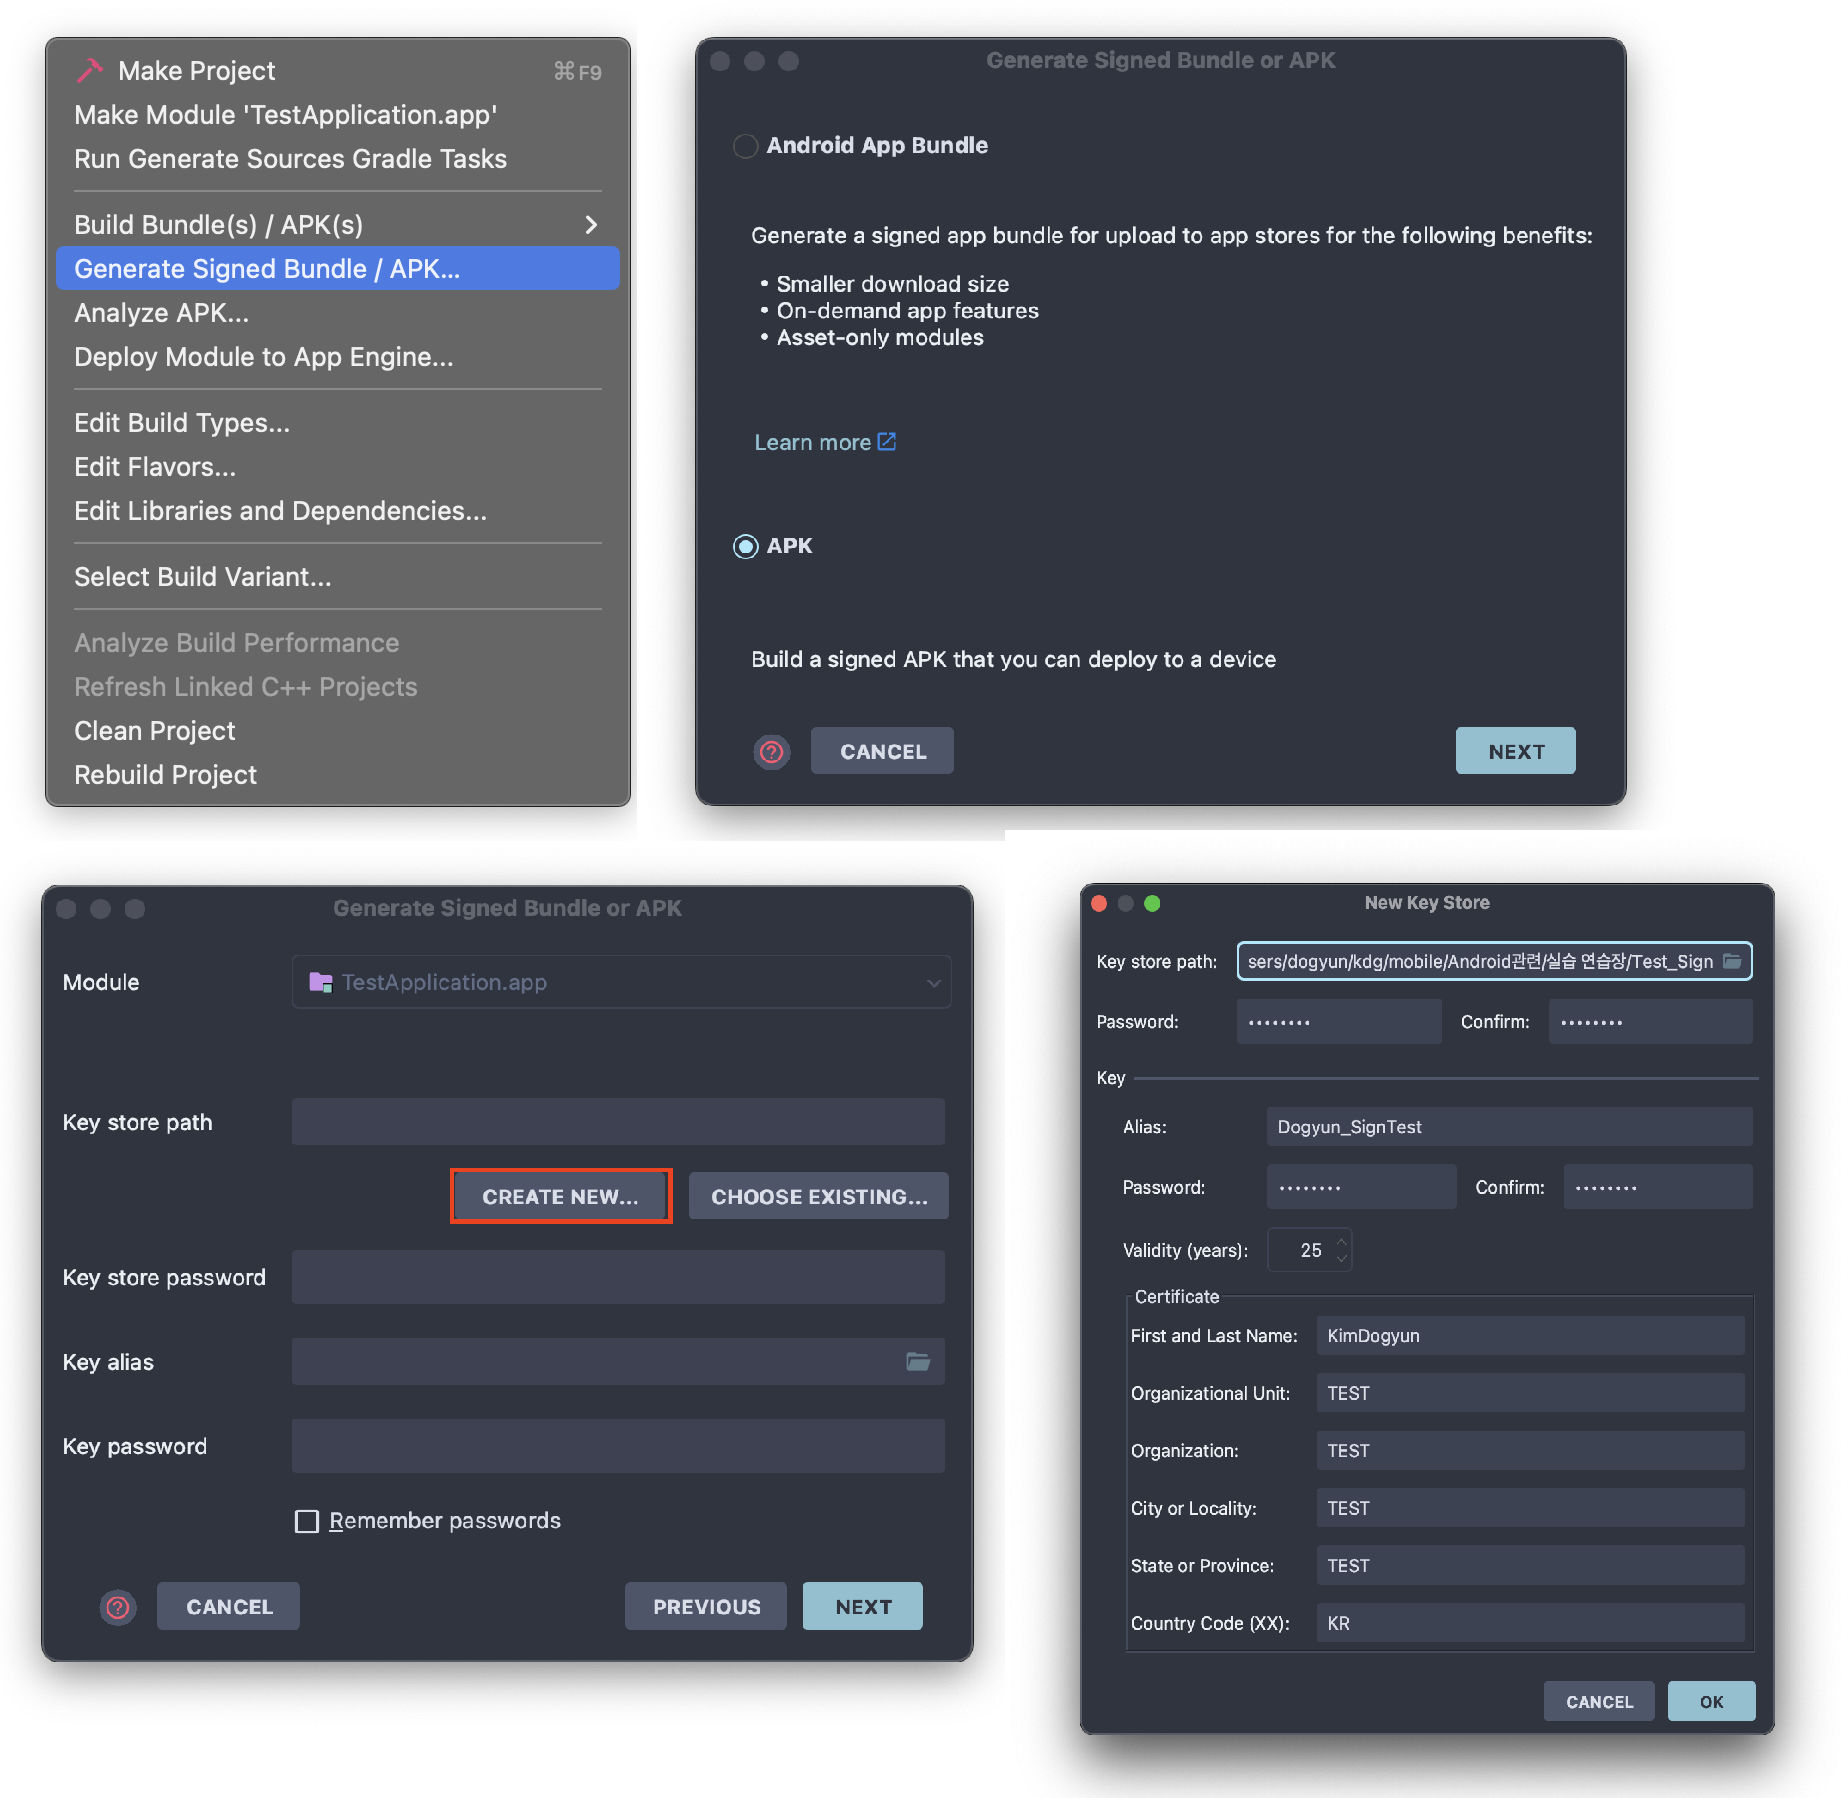 Make Project ⌘F9
Make Module 'TestApplication.app'
Run Generate Sources Gradle Tasks
Build Bundle(s) / APK(s)
Generate Signed Bundle / APK...
Analyze APK...
Deploy Module to App Engine...
Edit Build Types...
Edit Flavors...
Edit Libraries and Dependencies...
Select Build Variant...
Analyze Build Performance
Refresh Linked C++ Projects
Clean Project
Rebuild Project
Generate Signed Bundle or APK
Android App Bundle
Generate a signed app bundle for upload to app stores for the following benefits:
• Smaller download size
• On-demand app features
• Asset-only modules
Learn more
APK
Build a signed APK that you can deploy to a device
? CANCEL NEXT
Generate Signed Bundle or APK
Module TestApplication.app
Key store path
CREATE NEW... CHOOSE EXISTING...
Key store password
Key alias
Key password
Remember passwords
? CANCEL PREVIOUS NEXT
New Key Store
Key store path: sers/dogyun/kdg/mobile/Android관련/실습 연습장/Test_Sign
Password: •••••••• Confirm: ••••••••
Key
Alias: Dogyun_SignTest
Password: •••••••• Confirm: ••••••••
Validity (years): 25
Certificate
First and Last Name: KimDogyun
Organizational Unit: TEST
Organization: TEST
City or Locality: TEST
State or Province: TEST
Country Code (XX): KR
CANCEL OK